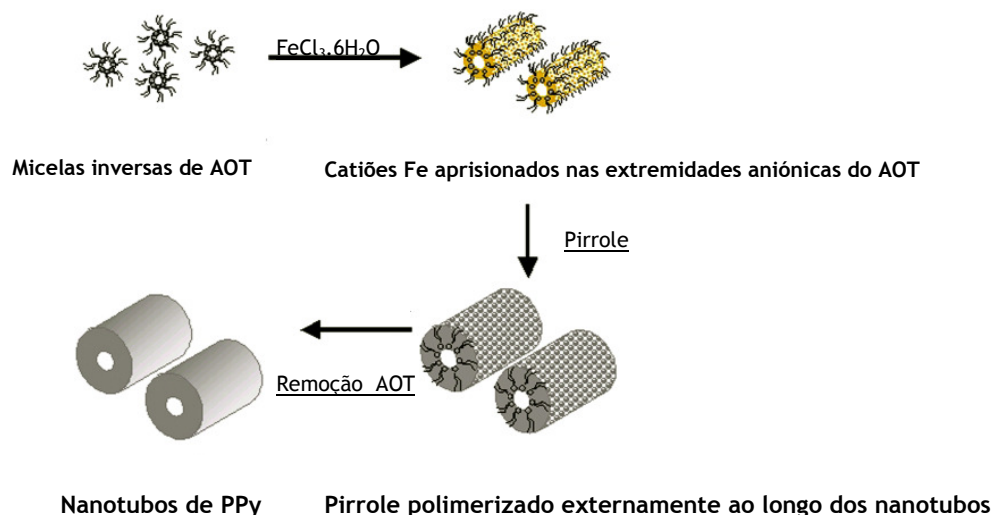 FeCl₃.6H₂O
Micelas inversas de AOT
Catiões Fe aprisionados nas extremidades aniónicas do AOT
Pirrole
Remoção AOT
Nanotubos de PPy
Pirrole polimerizado externamente ao longo dos nanotubos